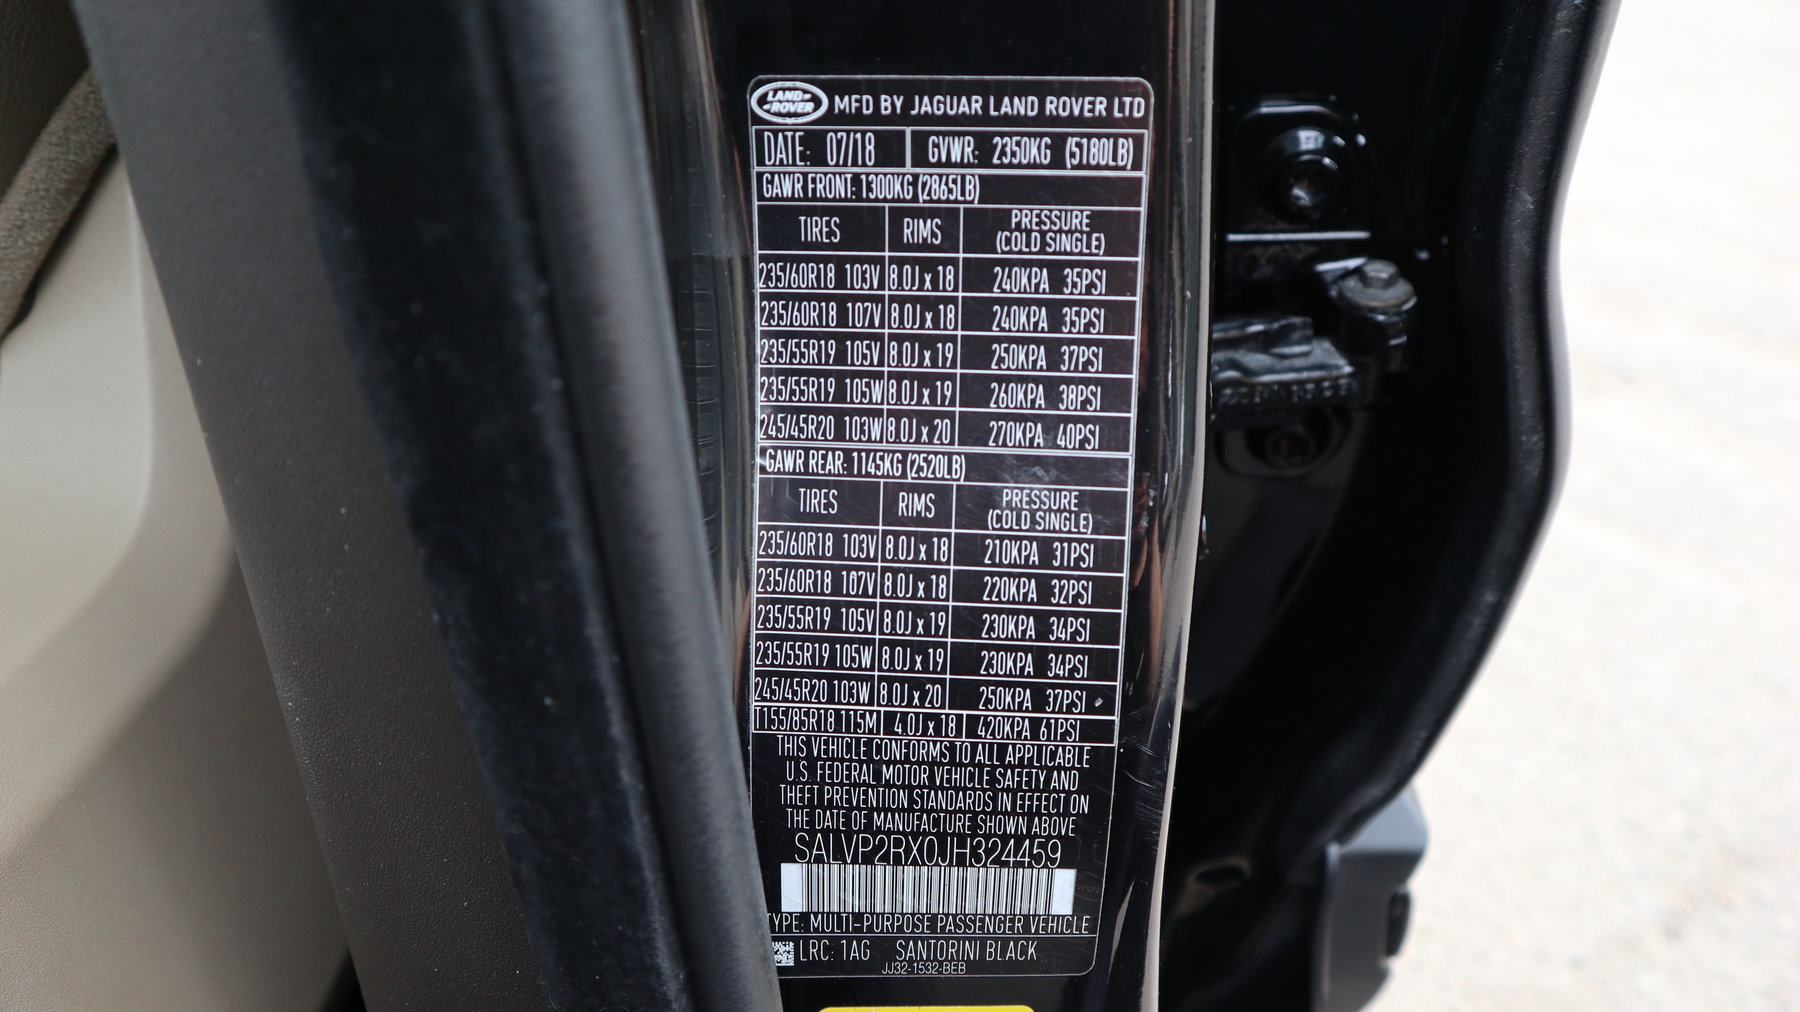 LAND ROVER MFD BY JAGUAR LAND ROVER LTD
DATE: 07/18 GVWR: 2350KG (5180LB)
GAWR FRONT: 1300KG (2865LB)
TIRES RIMS PRESSURE (COLD SINGLE)
235/60R18 103V 8.0J x 18 240KPA 35PSI
235/60R18 107V 8.0J x 18 240KPA 35PSI
235/55R19 105V 8.0J x 19 250KPA 37PSI
235/55R19 105W 8.0J x 19 260KPA 38PSI
245/45R20 103W 8.0J x 20 270KPA 40PSI
GAWR REAR: 1145KG (2520LB)
TIRES RIMS PRESSURE (COLD SINGLE)
235/60R18 103V 8.0J x 18 210KPA 31PSI
235/60R18 107V 8.0J x 18 220KPA 32PSI
235/55R19 105V 8.0J x 19 230KPA 34PSI
235/55R19 105W 8.0J x 19 230KPA 34PSI
245/45R20 103W 8.0J x 20 250KPA 37PSI
T155/85R18 115M 4.0J x 18 420KPA 61PSI
THIS VEHICLE CONFORMS TO ALL APPLICABLE
U.S. FEDERAL MOTOR VEHICLE SAFETY AND
THEFT PREVENTION STANDARDS IN EFFECT ON
THE DATE OF MANUFACTURE SHOWN ABOVE
SALVP2RX0JH324459
TYPE: MULTI-PURPOSE PASSENGER VEHICLE
LRC: 1AG SANTORINI BLACK
JJ32-1532-BEB